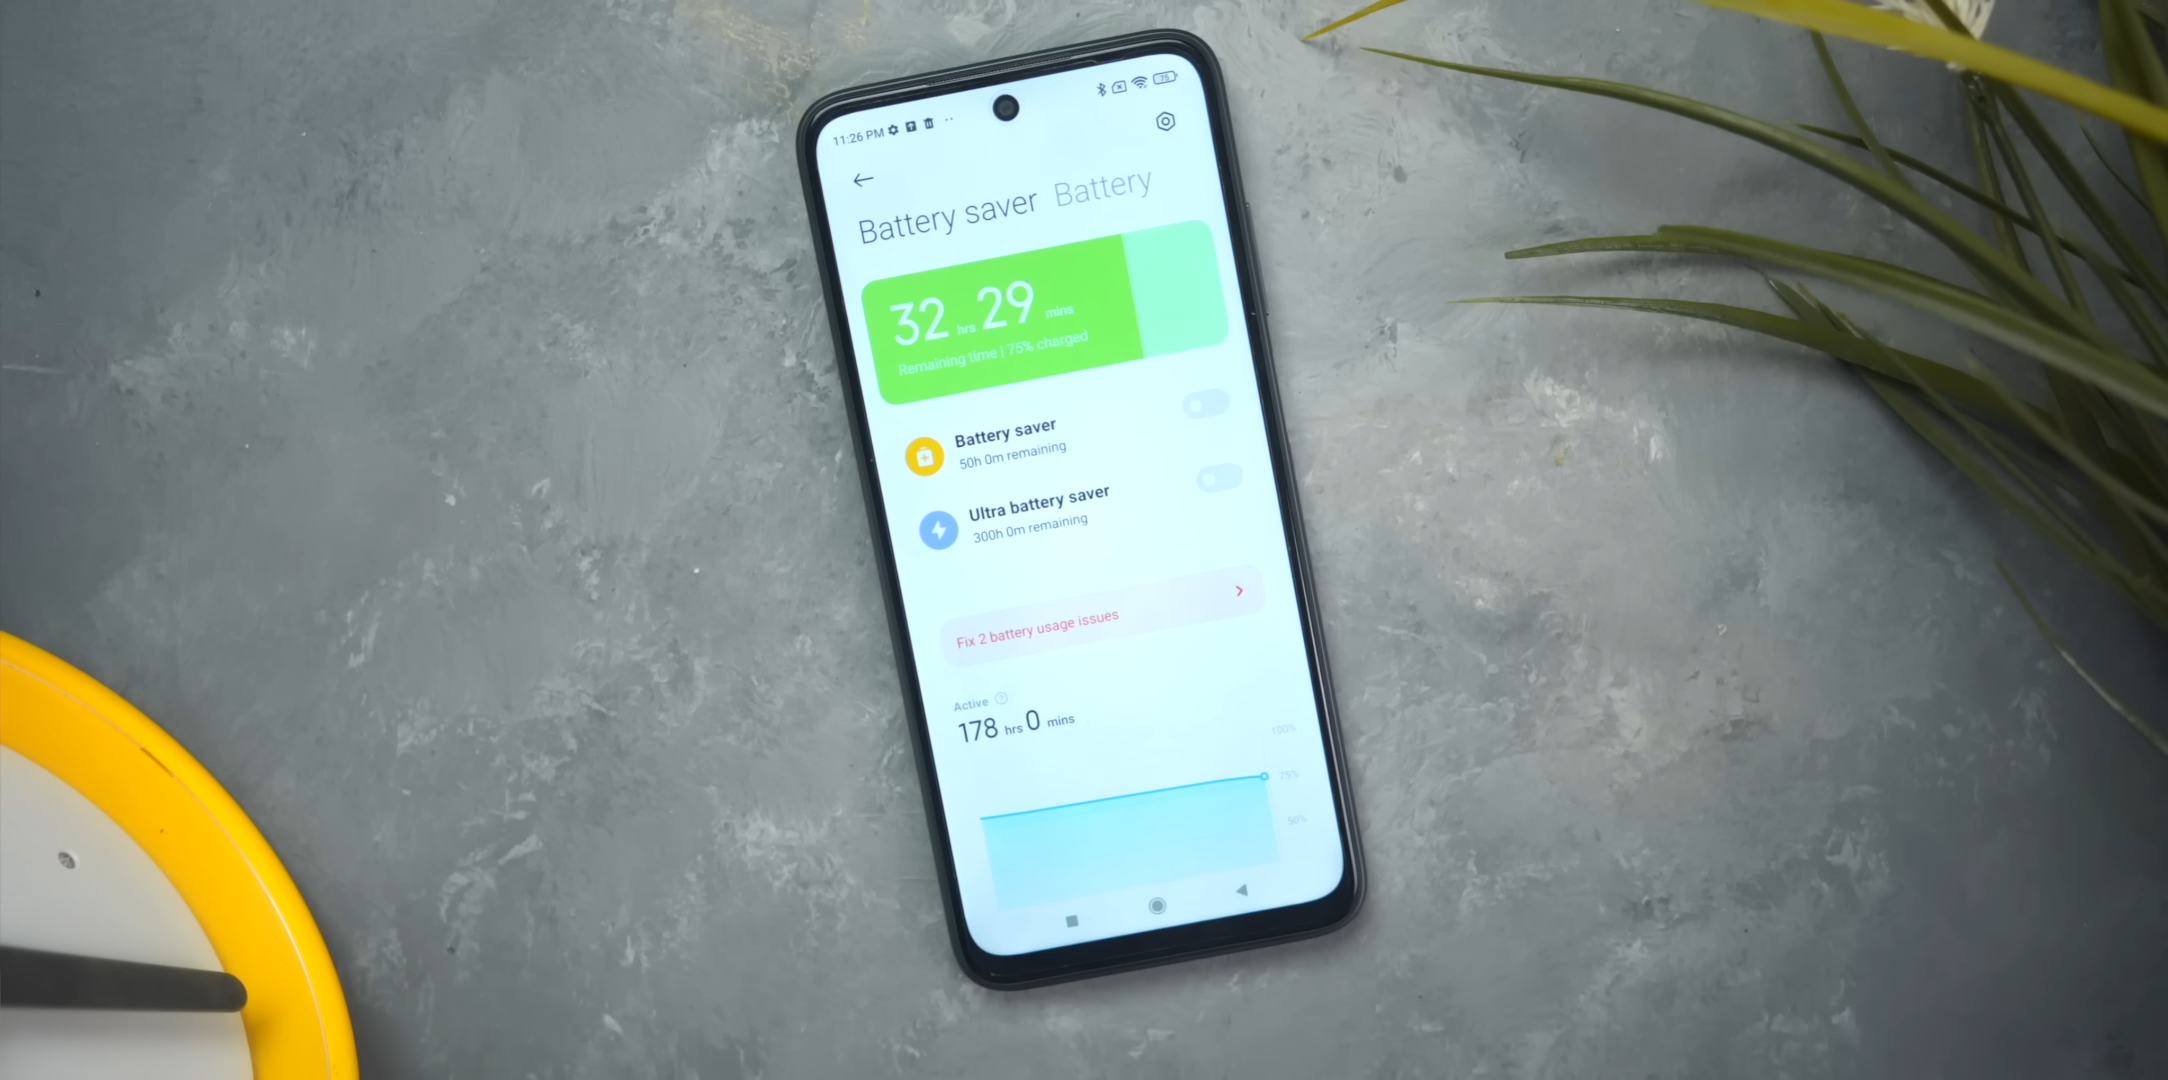 11:26 PM
75
Battery saver Battery
32 hrs 29 mins
Remaining time | 75% charged
Battery saver
50h 0m remaining
Ultra battery saver
300h 0m remaining
Fix 2 battery usage issues
Active ?
178 hrs 0 mins
100%
75%
50%